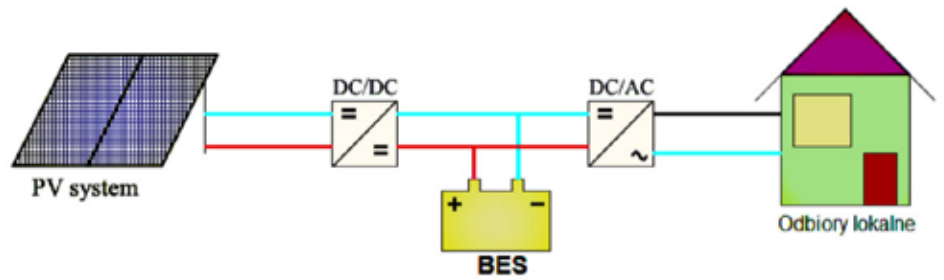 DC/DC
DC/AC
=
=
=
~
PV system
+ −
BES
Odbiory lokalne